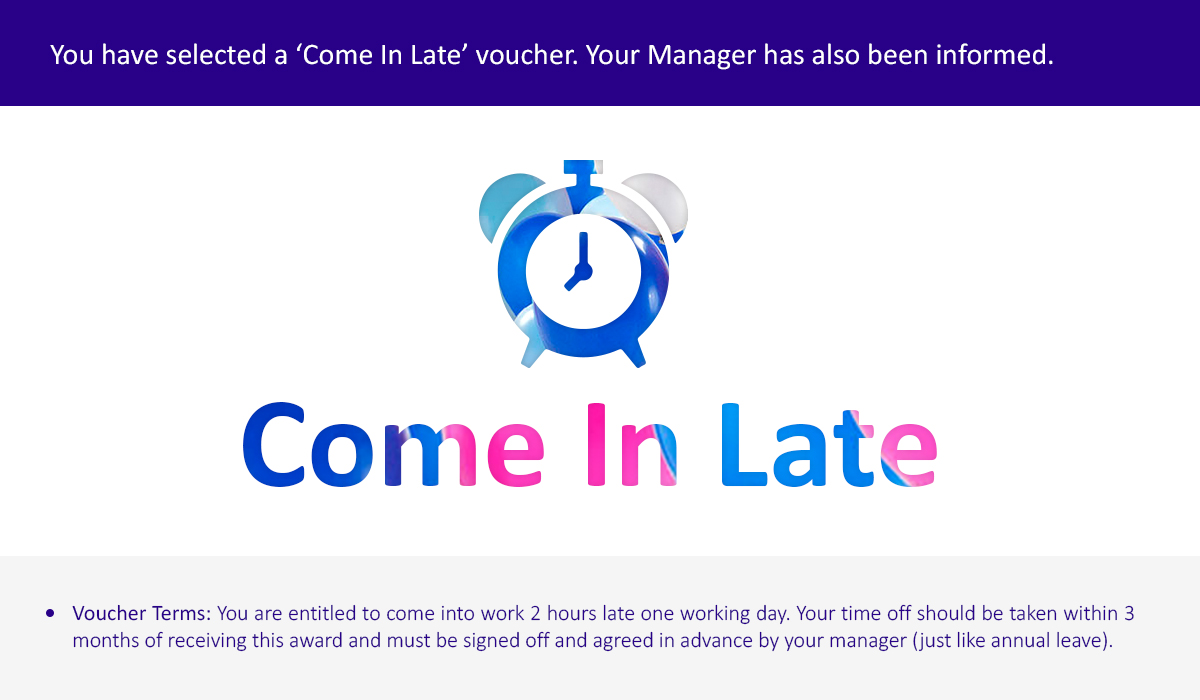 You have selected a ‘Come In Late’ voucher. Your Manager has also been informed.
Come In Late
• Voucher Terms: You are entitled to come into work 2 hours late one working day. Your time off should be taken within 3
months of receiving this award and must be signed off and agreed in advance by your manager (just like annual leave).